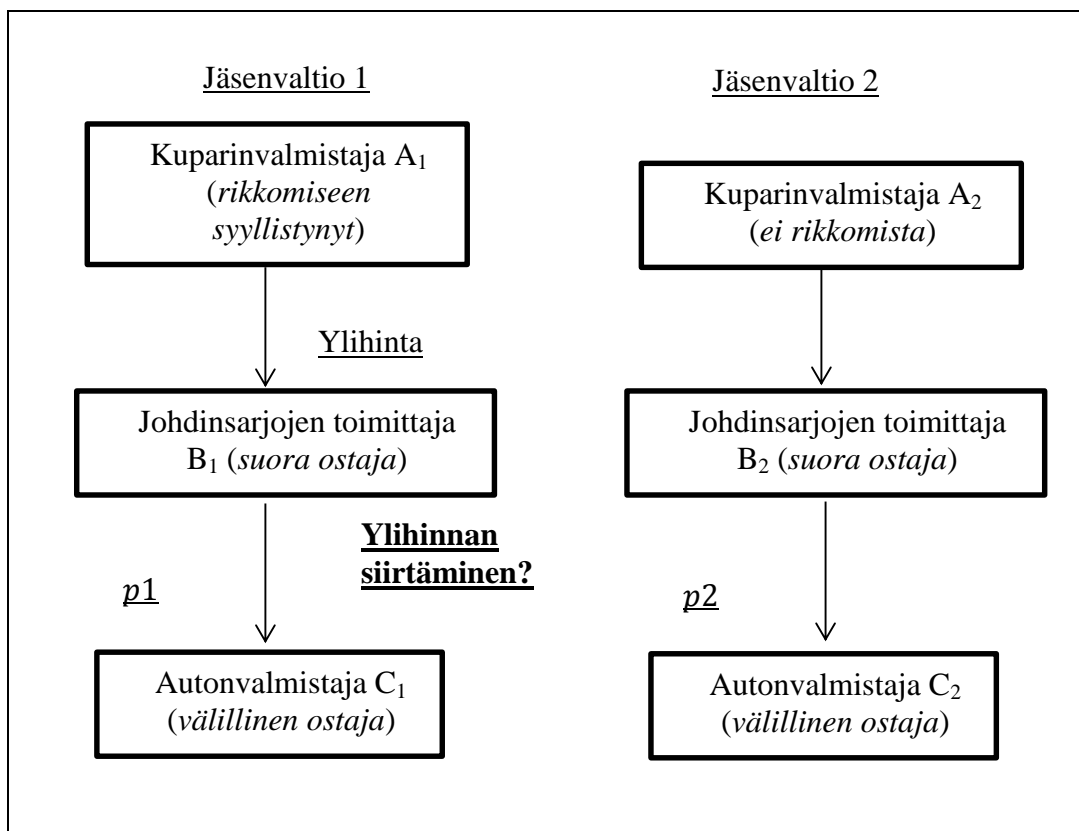 Jäsenvaltio 1
Kuparinvalmistaja A₁
(rikkomiseen
syyllistynyt)
Ylihinta
Johdinsarjojen toimittaja
B₁ (suora ostaja)
Ylihinnan
siirtäminen?
p1
Autonvalmistaja C₁
(välillinen ostaja)
Jäsenvaltio 2
Kuparinvalmistaja A₂
(ei rikkomista)
Johdinsarjojen toimittaja
B₂ (suora ostaja)
p2
Autonvalmistaja C₂
(välillinen ostaja)